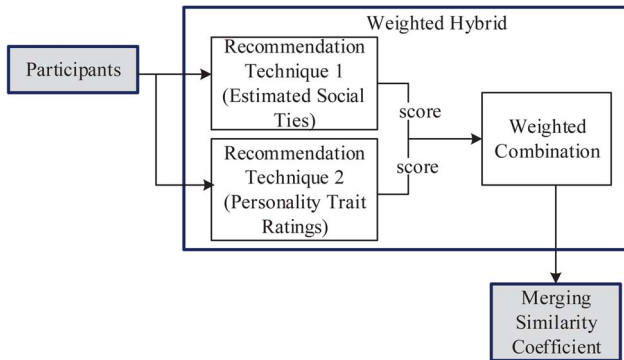 Weighted Hybrid
Participants
Recommendation
Technique 1
(Estimated Social
Ties)
score
Recommendation
Technique 2
(Personality Trait
Ratings)
score
Weighted
Combination
Merging
Similarity
Coefficient